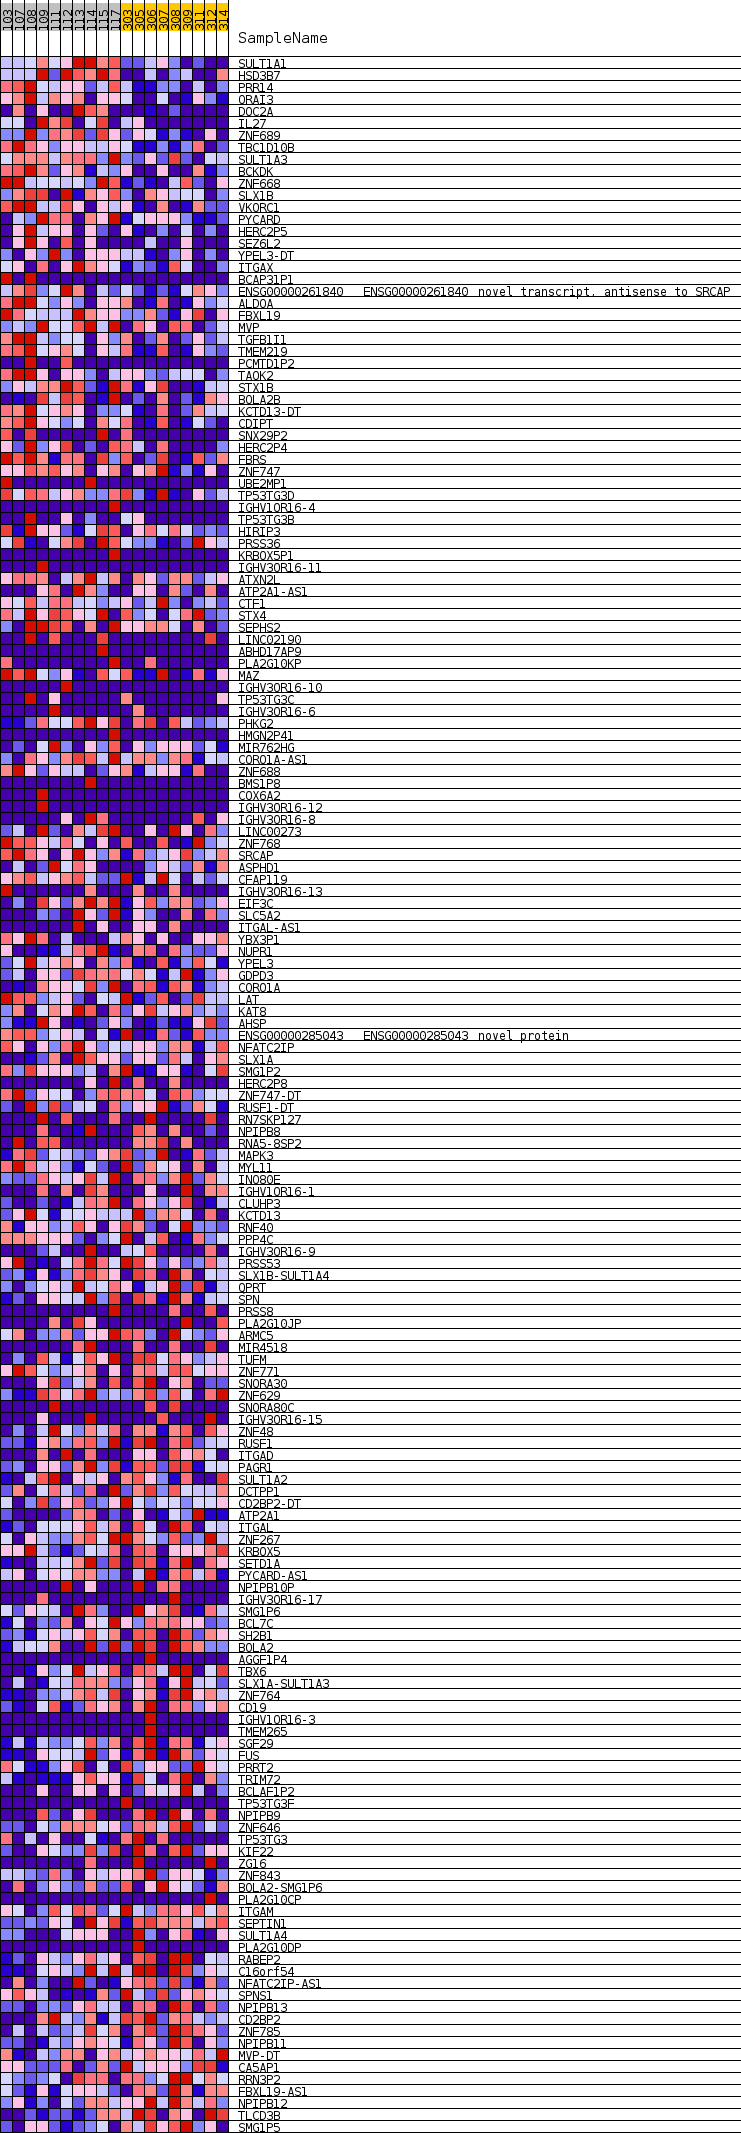 103 107 108 109 111 112 113 114 115 117 303 305 306 307 308 309 311 312 314
SampleName
SULT1A1
HSD3B7
PRR14
ORAI3
DOC2A
IL27
ZNF689
TBC1D10B
SULT1A3
BCKDK
ZNF668
SLX1B
VKORC1
PYCARD
HERC2P5
SEZ6L2
YPEL3-DT
ITGAX
BCAP31P1
ENSG00000261840 ENSG00000261840 novel transcript, antisense to SRCAP
ALDOA
FBXL19
MVP
TGFB1I1
TMEM219
PCMTD1P2
TAOK2
STX1B
BOLA2B
KCTD13-DT
CDIPT
SNX29P2
HERC2P4
FBRS
ZNF747
UBE2MP1
TP53TG3D
IGHV1OR16-4
TP53TG3B
HIRIP3
PRSS36
KRBOX5P1
IGHV3OR16-11
ATXN2L
ATP2A1-AS1
CTF1
STX4
SEPHS2
LINC02190
ABHD17AP9
PLA2G10KP
MAZ
IGHV3OR16-10
TP53TG3C
IGHV3OR16-6
PHKG2
HMGN2P41
MIR762HG
CORO1A-AS1
ZNF688
BMS1P8
COX6A2
IGHV3OR16-12
IGHV3OR16-8
LINC00273
ZNF768
SRCAP
ASPHD1
CFAP119
IGHV3OR16-13
EIF3C
SLC5A2
ITGAL-AS1
YBX3P1
NUPR1
YPEL3
GDPD3
CORO1A
LAT
KAT8
AHSP
ENSG00000285043 ENSG00000285043 novel protein
NFATC2IP
SLX1A
SMG1P2
HERC2P8
ZNF747-DT
RUSF1-DT
RN7SKP127
NPIPB8
RNA5-8SP2
MAPK3
MYL11
INO80E
IGHV1OR16-1
CLUHP3
KCTD13
RNF40
PPP4C
IGHV3OR16-9
PRSS53
SLX1B-SULT1A4
QPRT
SPN
PRSS8
PLA2G10JP
ARMC5
MIR4518
TUFM
ZNF771
SNORA30
ZNF629
SNORA80C
IGHV3OR16-15
ZNF48
RUSF1
ITGAD
PAGR1
SULT1A2
DCTPP1
CD2BP2-DT
ATP2A1
ITGAL
ZNF267
KRBOX5
SETD1A
PYCARD-AS1
NPIPB10P
IGHV3OR16-17
SMG1P6
BCL7C
SH2B1
BOLA2
AGGF1P4
TBX6
SLX1A-SULT1A3
ZNF764
CD19
IGHV1OR16-3
TMEM265
SGF29
FUS
PRRT2
TRIM72
BCLAF1P2
TP53TG3F
NPIPB9
ZNF646
TP53TG3
KIF22
ZG16
ZNF843
BOLA2-SMG1P6
PLA2G10CP
ITGAM
SEPTIN1
SULT1A4
PLA2G10DP
RABEP2
C16orf54
NFATC2IP-AS1
SPNS1
NPIPB13
CD2BP2
ZNF785
NPIPB11
MVP-DT
CA5AP1
RRN3P2
FBXL19-AS1
NPIPB12
TLCD3B
SMG1P5